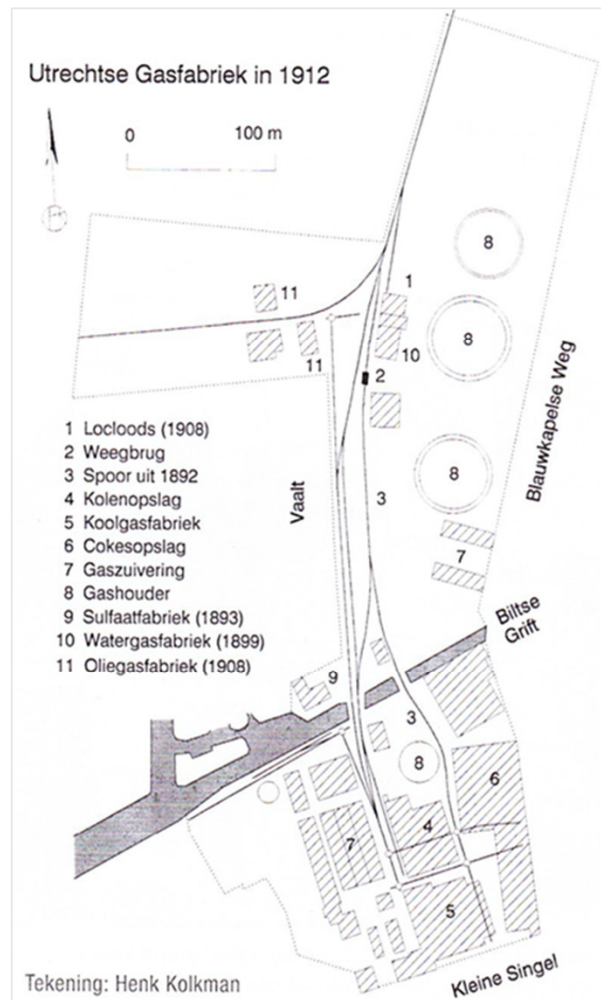 Utrechtse Gasfabriek in 1912
0 100 m
8
11
1
8
10
11
2
Blauwkapelse Weg
1 Locloods (1908)
2 Weegbrug
3 Spoor uit 1892
4 Kolenopslag
5 Koolgasfabriek
6 Cokesopslag
7 Gaszuivering
8 Gashouder
9 Sulfaatfabriek (1893)
10 Watergasfabriek (1899)
11 Oliegasfabriek (1908)
Vaalt
8
3
7
Biltse
Grift
9
3
8
6
4
7
5
Tekening: Henk Kolkman
Kleine Singel